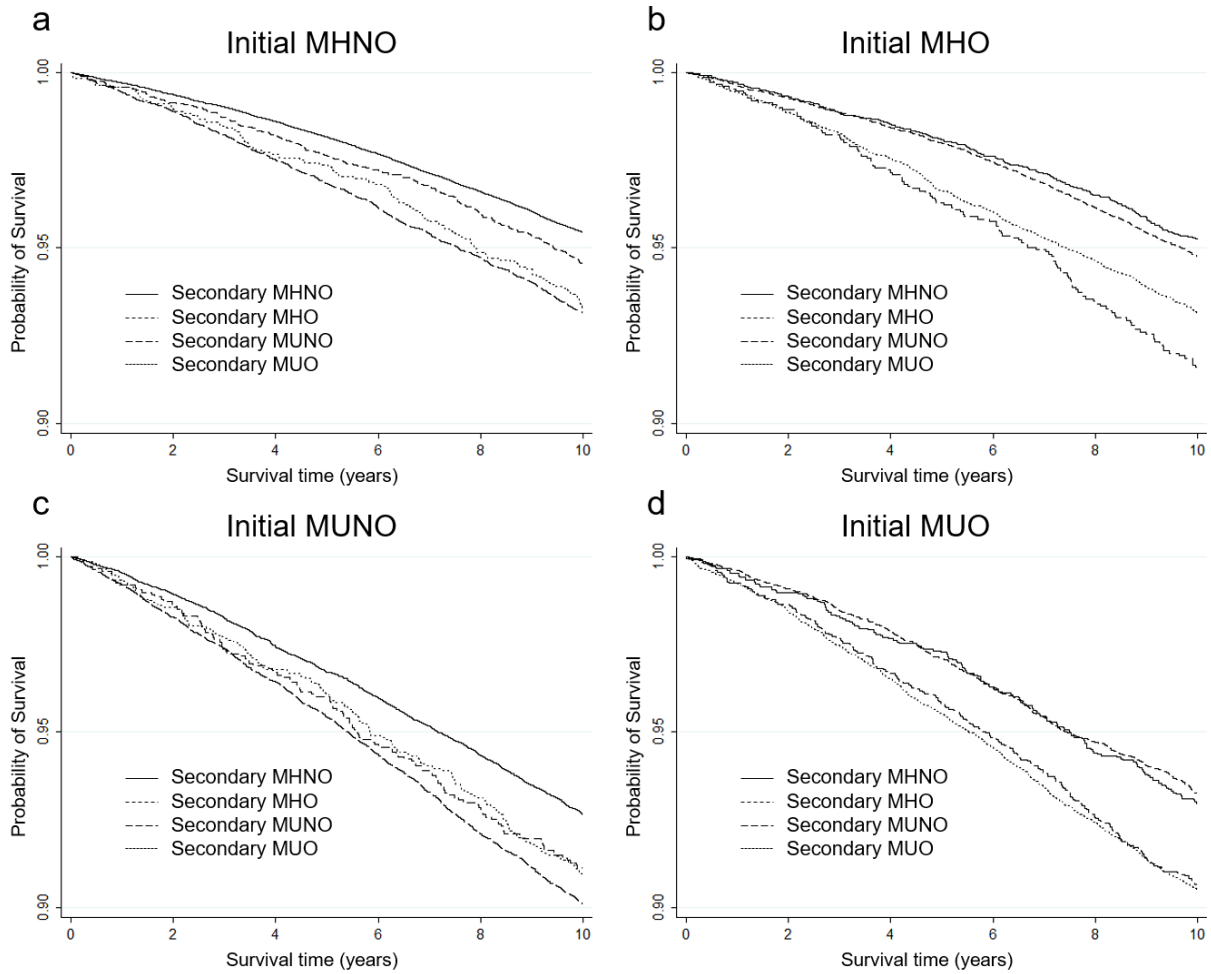 a
Initial MHNO
Probability of Survival
1.00
0.95
0.90
Secondary MHNO
Secondary MHO
Secondary MUNO
Secondary MUO
0 2 4 6 8 10
Survival time (years)
b
Initial MHO
Probability of Survival
1.00
0.95
0.90
Secondary MHNO
Secondary MHO
Secondary MUNO
Secondary MUO
0 2 4 6 8 10
Survival time (years)
c
Initial MUNO
Probability of Survival
1.00
0.95
0.90
Secondary MHNO
Secondary MHO
Secondary MUNO
Secondary MUO
0 2 4 6 8 10
Survival time (years)
d
Initial MUO
Probability of Survival
1.00
0.95
0.90
Secondary MHNO
Secondary MHO
Secondary MUNO
Secondary MUO
0 2 4 6 8 10
Survival time (years)